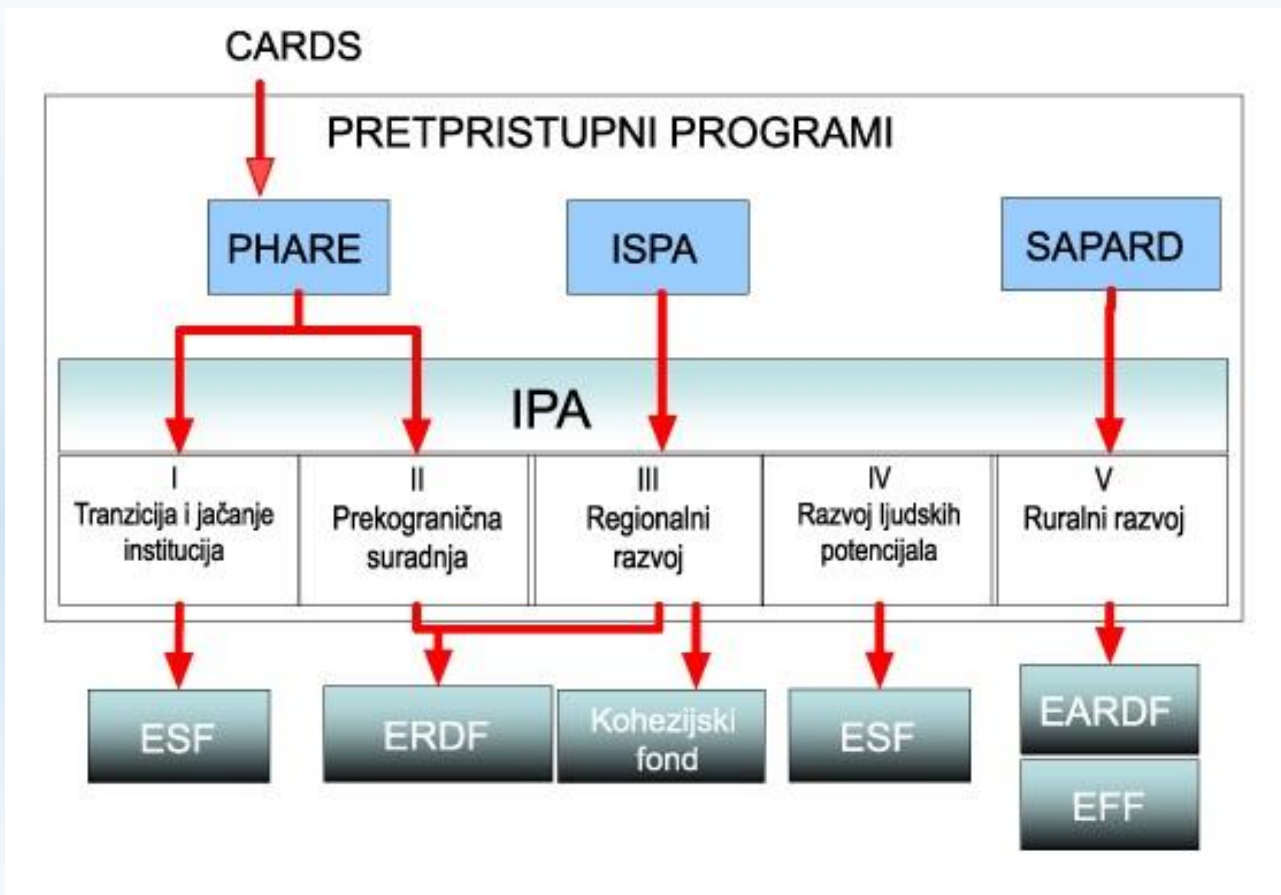 CARDS
PRETPRISTUPNI PROGRAMI
PHARE
ISPA
SAPARD
IPA
I
Tranzicija i jačanje
institucija
II
Prekogranična
suradnja
III
Regionalni
razvoj
IV
Razvoj ljudskih
potencijala
V
Ruralni razvoj
ESF
ERDF
Kohezijski
fond
ESF
EARDF
EFF